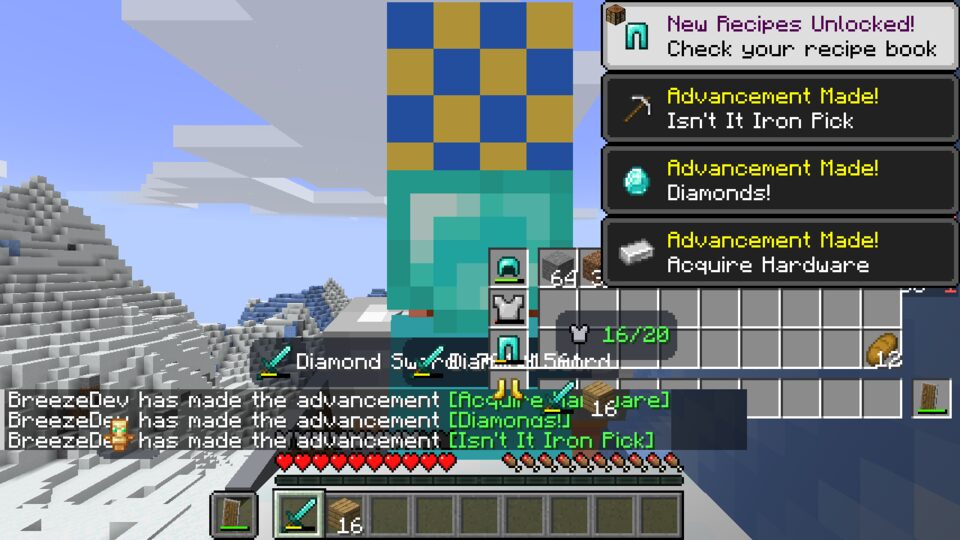 New Recipes Unlocked!
Check your recipe book
Advancement Made!
Isn't It Iron Pick
Advancement Made!
Diamonds!
Advancement Made!
Acquire Hardware
64
16/20
Diamond Sword
12
BreezeDev has made the advancement [Acquire Hardware]
16
BreezeDev has made the advancement [Diamonds!]
BreezeDev has made the advancement [Isn't It Iron Pick]
16